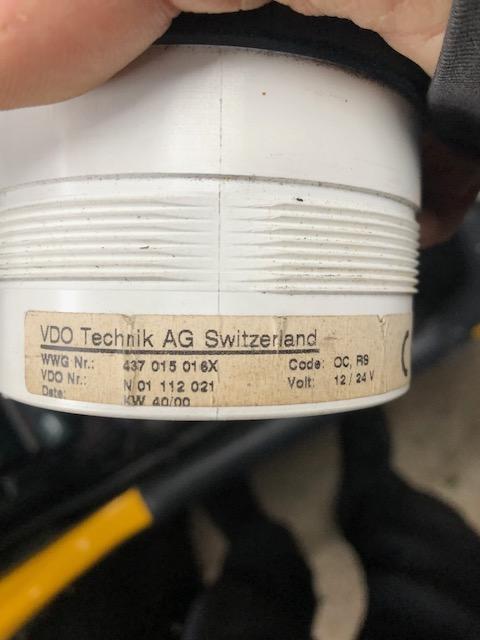 VDO Technik AG Switzerland
WWG Nr.: 437 015 016X Code: OC, RS
VDO Nr.: N 01 112 021 Volt: 12 / 24 V
Date: KW 40/00